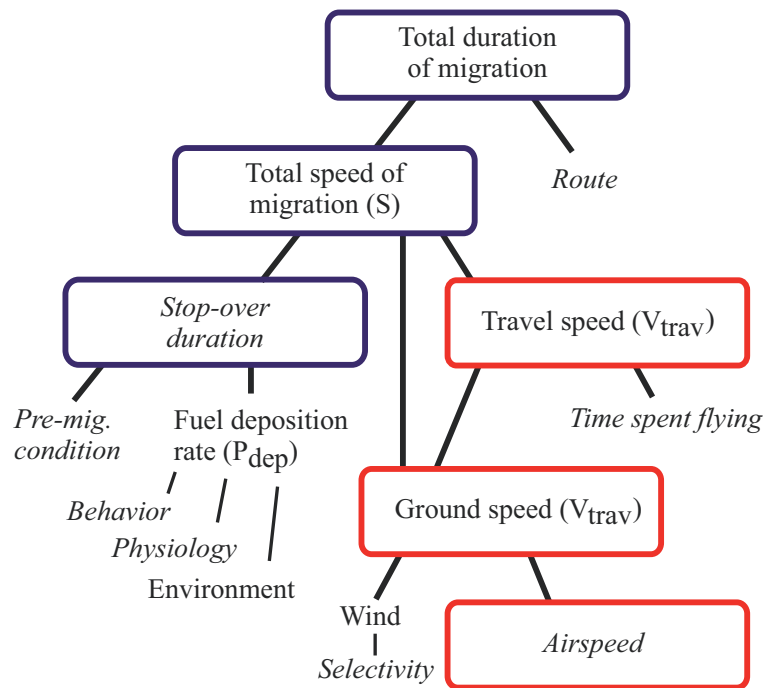 Total duration
of migration
Total speed of
migration (S)
Route
Stop-over
duration
Travel speed (Vtrav)
Pre-mig.
condition
Fuel deposition
rate (Pdep)
Time spent flying
Behavior
Physiology
Environment
Ground speed (Vtrav)
Wind
Selectivity
Airspeed